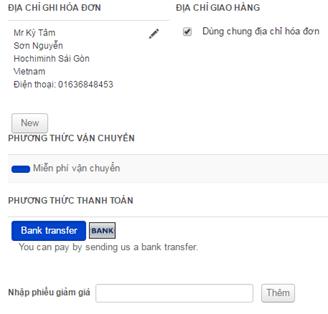 ĐỊA CHỈ GHI HÓA ĐƠN
Mr Kỳ Tâm
Sơn Nguyễn
Hochiminh Sài Gòn
Vietnam
Điện thoại: 01636848453
New
ĐỊA CHỈ GIAO HÀNG
Dùng chung địa chỉ hóa đơn
PHƯƠNG THỨC VẬN CHUYỂN
Miễn phí vận chuyển
PHƯƠNG THỨC THANH TOÁN
Bank transfer BANK
You can pay by sending us a bank transfer.
Nhập phiếu giảm giá Thêm